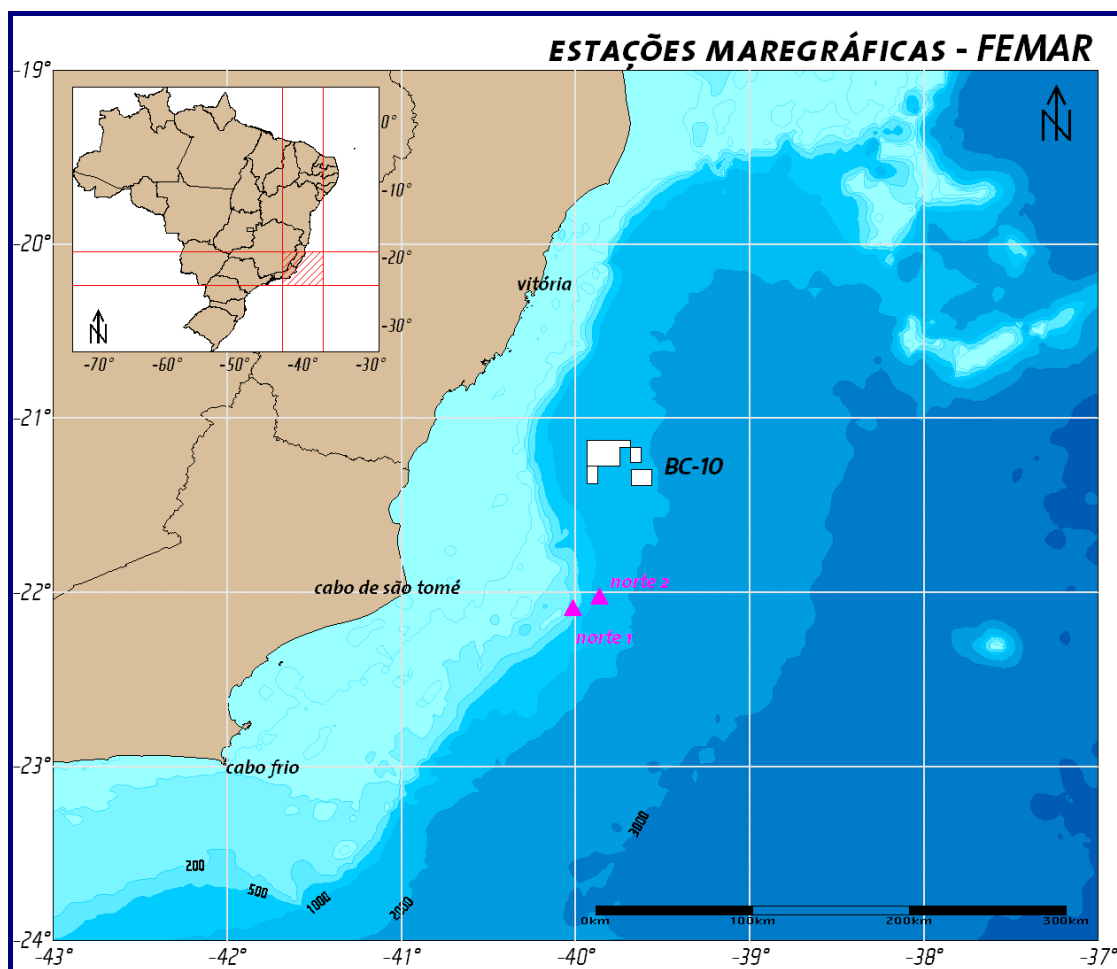 ESTAÇÕES MAREGRÁFICAS - FEMAR
-19°
-20°
-21°
-22°
-23°
-24°
-43°
-42°
-41°
-40°
-39°
-38°
-37°
0°
-10°
-20°
-30°
-70°
-60°
-50°
-40°
-30°
N
N
vitória
BC-10
cabo de são tomé
norte 2
norte 1
cabo frio
200
500
1000
2000
3000
0km
100km
200km
300km